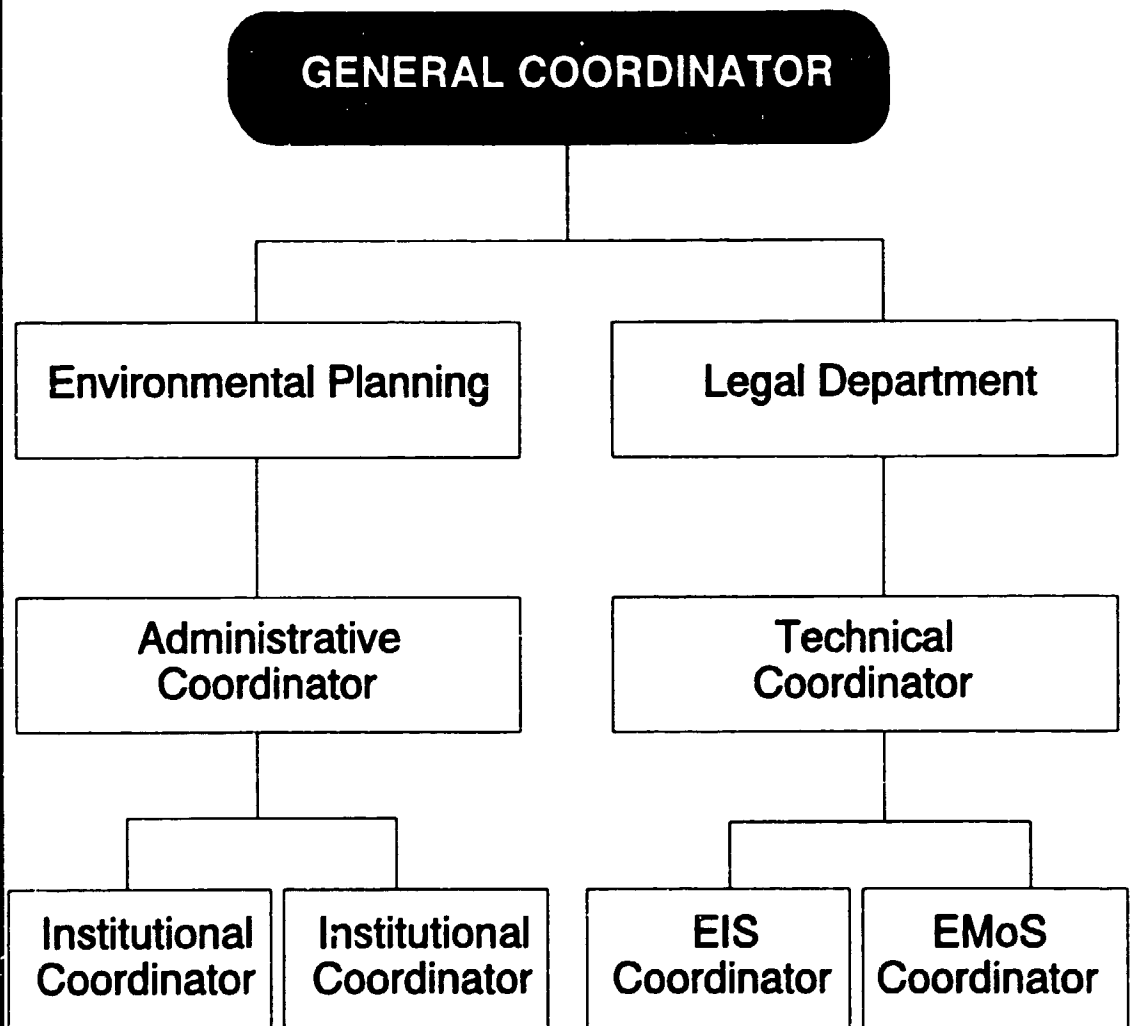 GENERAL COORDINATOR
Environmental Planning
Legal Department
Administrative
Coordinator
Technical
Coordinator
Institutional
Coordinator
Institutional
Coordinator
EIS
Coordinator
EMoS
Coordinator